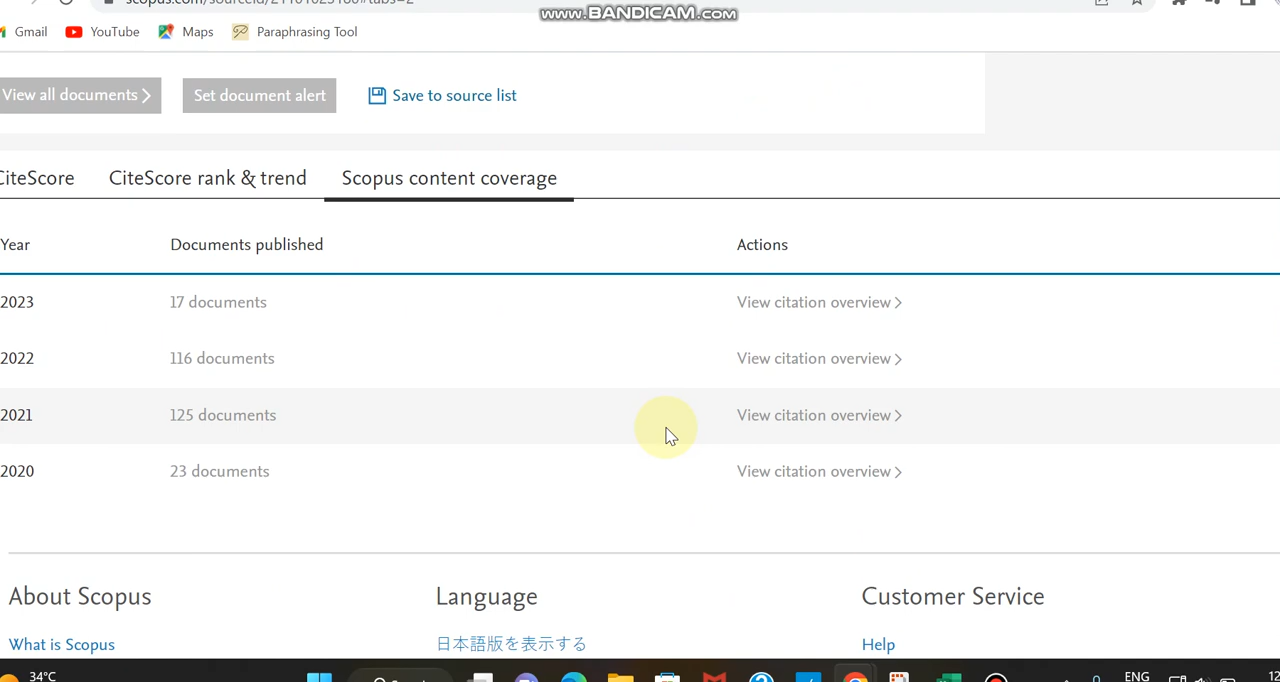 www.BANDICAM.com
Gmail YouTube Maps Paraphrasing Tool
View all documents Set document alert Save to source list
CiteScore rank & trend Scopus content coverage
Year Documents published Actions
2023 17 documents View citation overview
2022 116 documents View citation overview
2021 125 documents View citation overview
2020 23 documents View citation overview
About Scopus Language Customer Service
What is Scopus 日本語版を表示する Help
34°C ENG